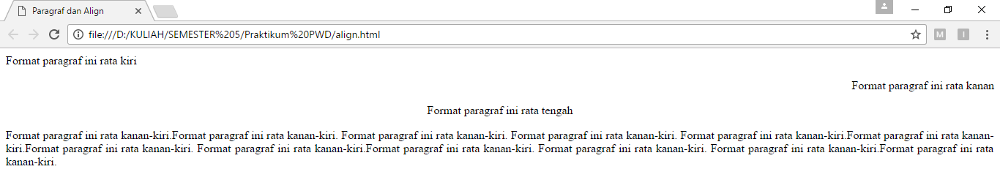 Paragraf dan Align
file:///D:/KULIAH/SEMESTER%205/Praktikum%20PWD/align.html
M
I
Format paragraf ini rata kiri
Format paragraf ini rata kanan
Format paragraf ini rata tengah
Format paragraf ini rata kanan-kiri.Format paragraf ini rata kanan-kiri. Format paragraf ini rata kanan-kiri. Format paragraf ini rata kanan-kiri. Format paragraf ini rata kanan-kiri.Format paragraf ini rata kanan-
kiri.Format paragraf ini rata kanan-kiri. Format paragraf ini rata kanan-kiri.Format paragraf ini rata kanan-kiri. Format paragraf ini rata kanan-kiri. Format paragraf ini rata kanan-kiri.Format paragraf ini rata
kanan-kiri.